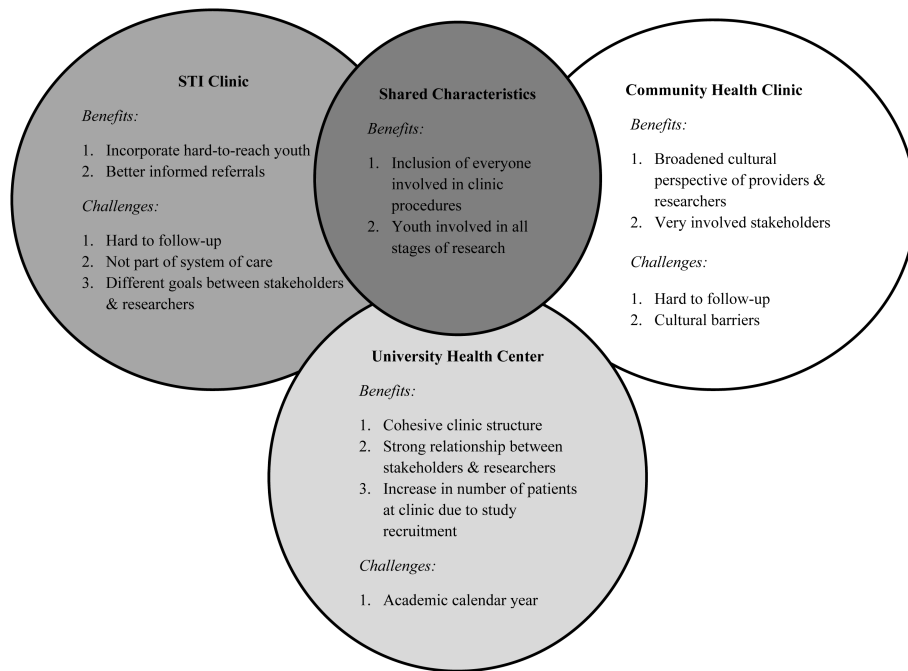 STI Clinic
Benefits:
1. Incorporate hard-to-reach youth
2. Better informed referrals
Challenges:
1. Hard to follow-up
2. Not part of system of care
3. Different goals between stakeholders
& researchers
Shared Characteristics
Benefits:
1. Inclusion of everyone
involved in clinic
procedures
2. Youth involved in all
stages of research
Community Health Clinic
Benefits:
1. Broadened cultural
perspective of providers &
researchers
2. Very involved stakeholders
Challenges:
1. Hard to follow-up
2. Cultural barriers
University Health Center
Benefits:
1. Cohesive clinic structure
2. Strong relationship between
stakeholders & researchers
3. Increase in number of patients
at clinic due to study
recruitment
Challenges:
1. Academic calendar year